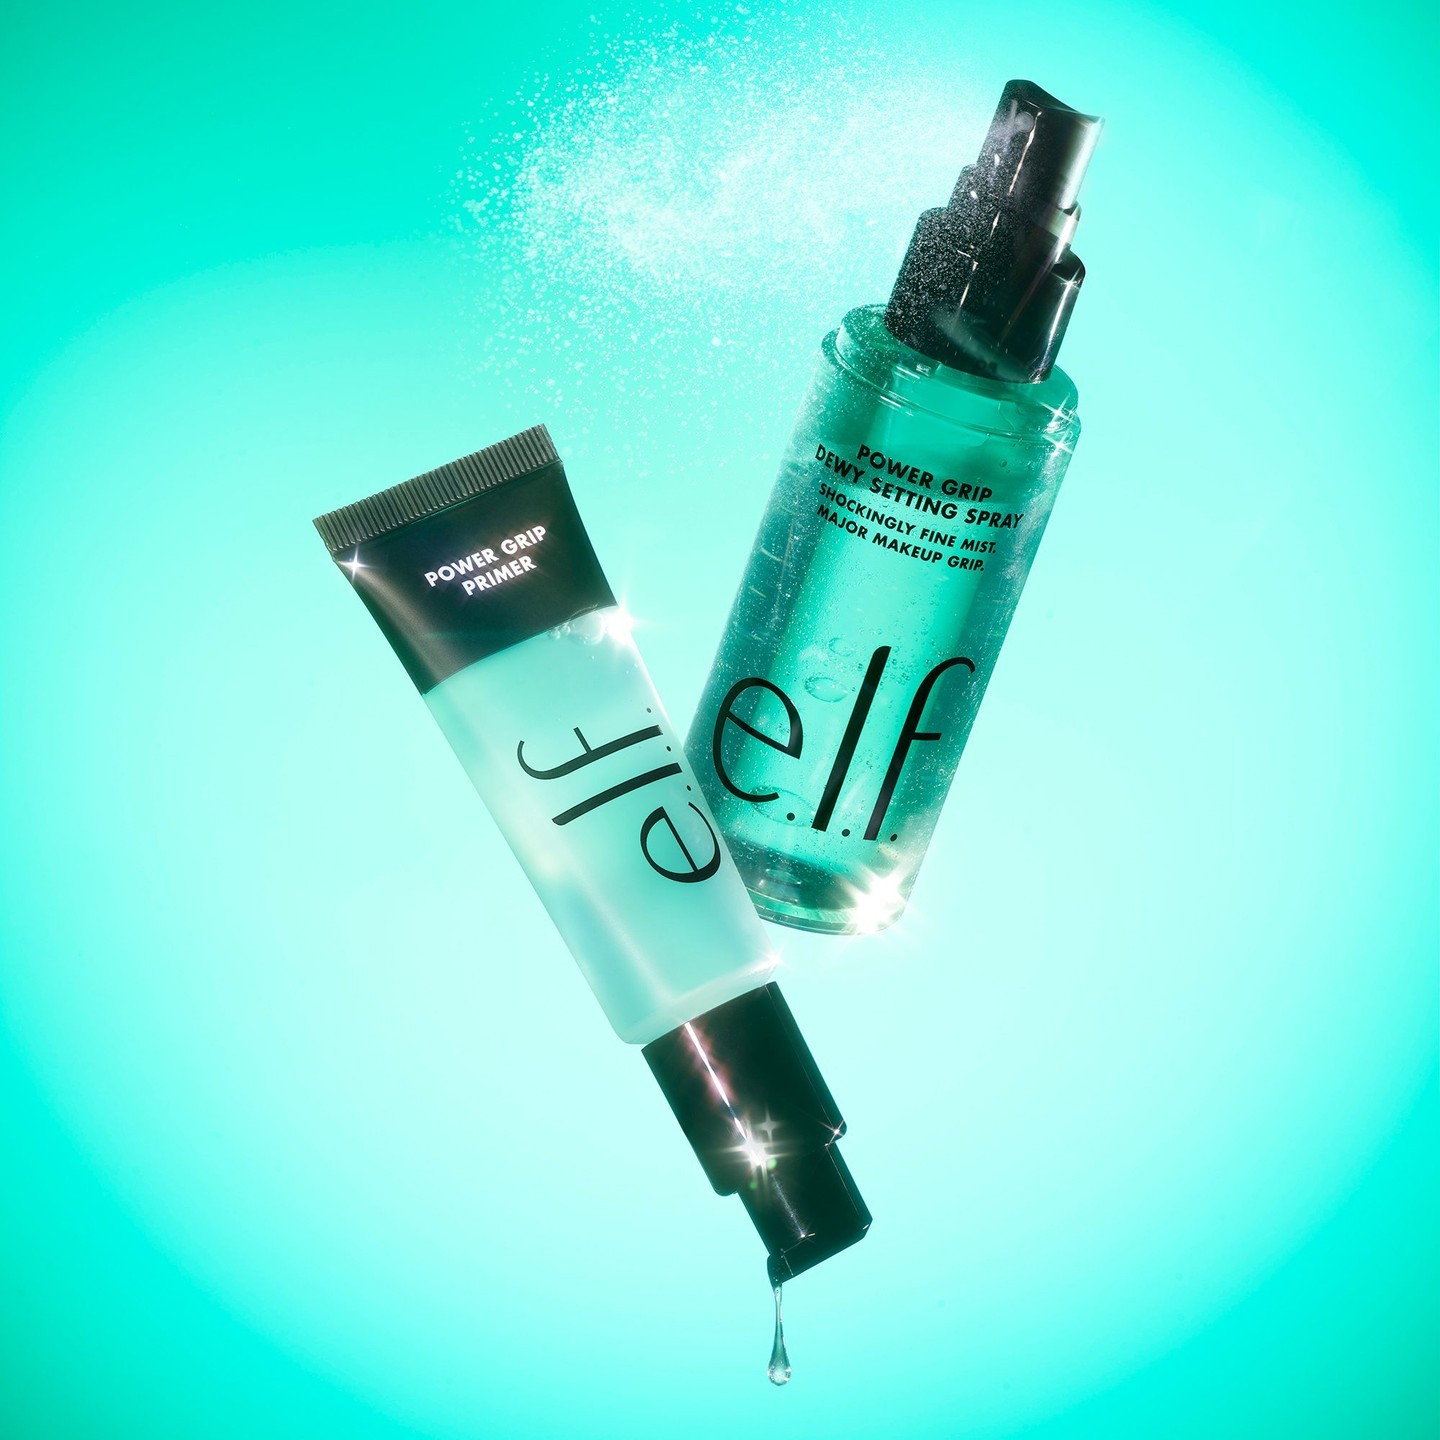 POWER GRIP
DEWY SETTING SPRAY
SHOCKINGLY FINE MIST.
MAJOR MAKEUP GRIP.
e.l.f.
POWER GRIP
PRIMER
e.l.f.